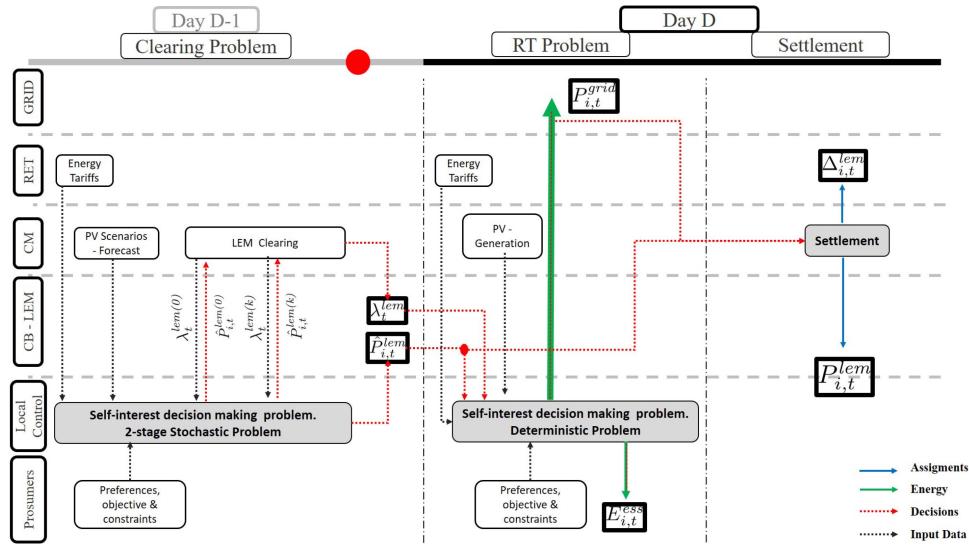 Day D-1
Clearing Problem
Day D
RT Problem
Settlement
GRID
RET
CM
CB - LEM
Local
Control
Prosumers
P_{i,t}^{grid}
Energy
Tariffs
Energy
Tariffs
Δ_{i,t}^{lem}
PV Scenarios
- Forecast
LEM Clearing
PV -
Generation
Settlement
λ_t^{lem(0)}
P̂_{i,t}^{lem(0)}
λ_t^{lem(k)}
P̂_{i,t}^{lem(k)}
λ_t^{lem}
P̂_{i,t}^{lem}
P_{i,t}^{lem}
Self-interest decision making problem.
2-stage Stochastic Problem
Self-interest decision making problem.
Deterministic Problem
Preferences,
objective &
constraints
Preferences,
objective &
constraints
E_{i,t}^{ess}
Assigments
Energy
Decisions
Input Data